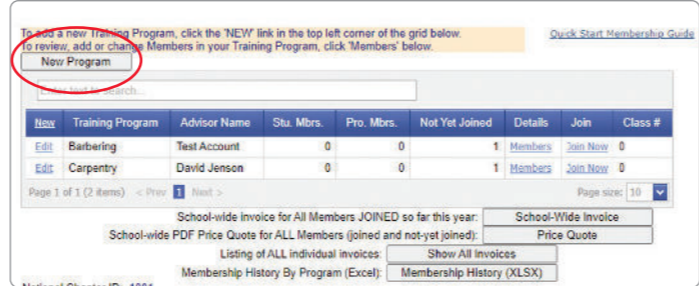 To add a new Training Program, click the 'NEW' link in the top left corner of the grid below.
Quick Start Membership Guide
To review, add or change Members in your Training Program, click 'Members' below.
New Program
Enter text to search...
New Training Program Advisor Name Stu. Mbrs. Pro. Mbrs. Not Yet Joined Details Join Class #
Edit Barbering Test Account 0 0 1 Members Join Now 0
Edit Carpentry David Jenson 0 0 1 Members Join Now 0
Page 1 of 1 (2 items) < Prev 1 Next > Page size: 10
School-wide Invoice for All Members JOINED so far this year: School-Wide Invoice
School-wide PDF Price Quote for ALL Members (joined and not-yet joined): Price Quote
Listing of ALL individual invoices: Show All Invoices
Membership History By Program (Excel): Membership History (XLSX)